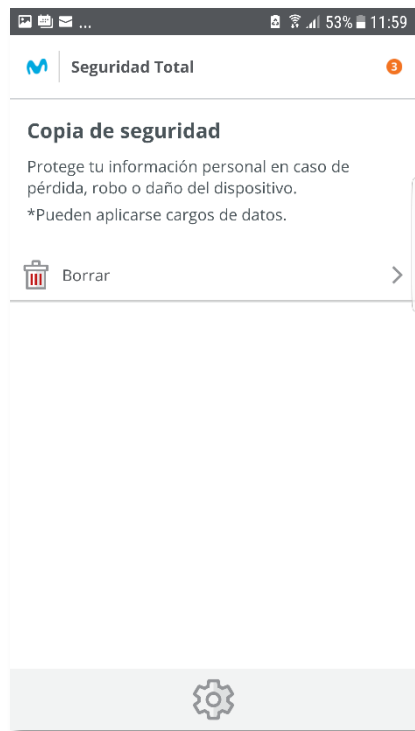 ... 53% 11:59
Seguridad Total 3
Copia de seguridad
Protege tu información personal en caso de
pérdida, robo o daño del dispositivo.
*Pueden aplicarse cargos de datos.
Borrar